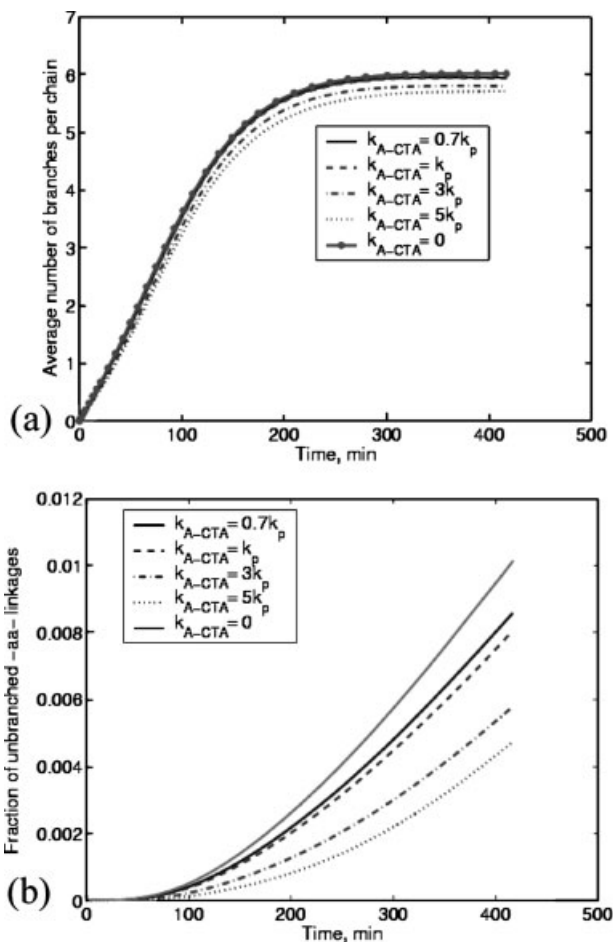 7
6
5
4
3
2
1
0
Average number of branches per chain
k_A-CTA = 0.7k_p
k_A-CTA = k_p
k_A-CTA = 3k_p
k_A-CTA = 5k_p
k_A-CTA = 0
(a)
0 100 200 300 400 500
Time, min
0.012
0.01
0.008
0.006
0.004
0.002
0
Fraction of unbranched -aa- linkages
k_A-CTA = 0.7k_p
k_A-CTA = k_p
k_A-CTA = 3k_p
k_A-CTA = 5k_p
k_A-CTA = 0
(b)
0 100 200 300 400 500
Time, min